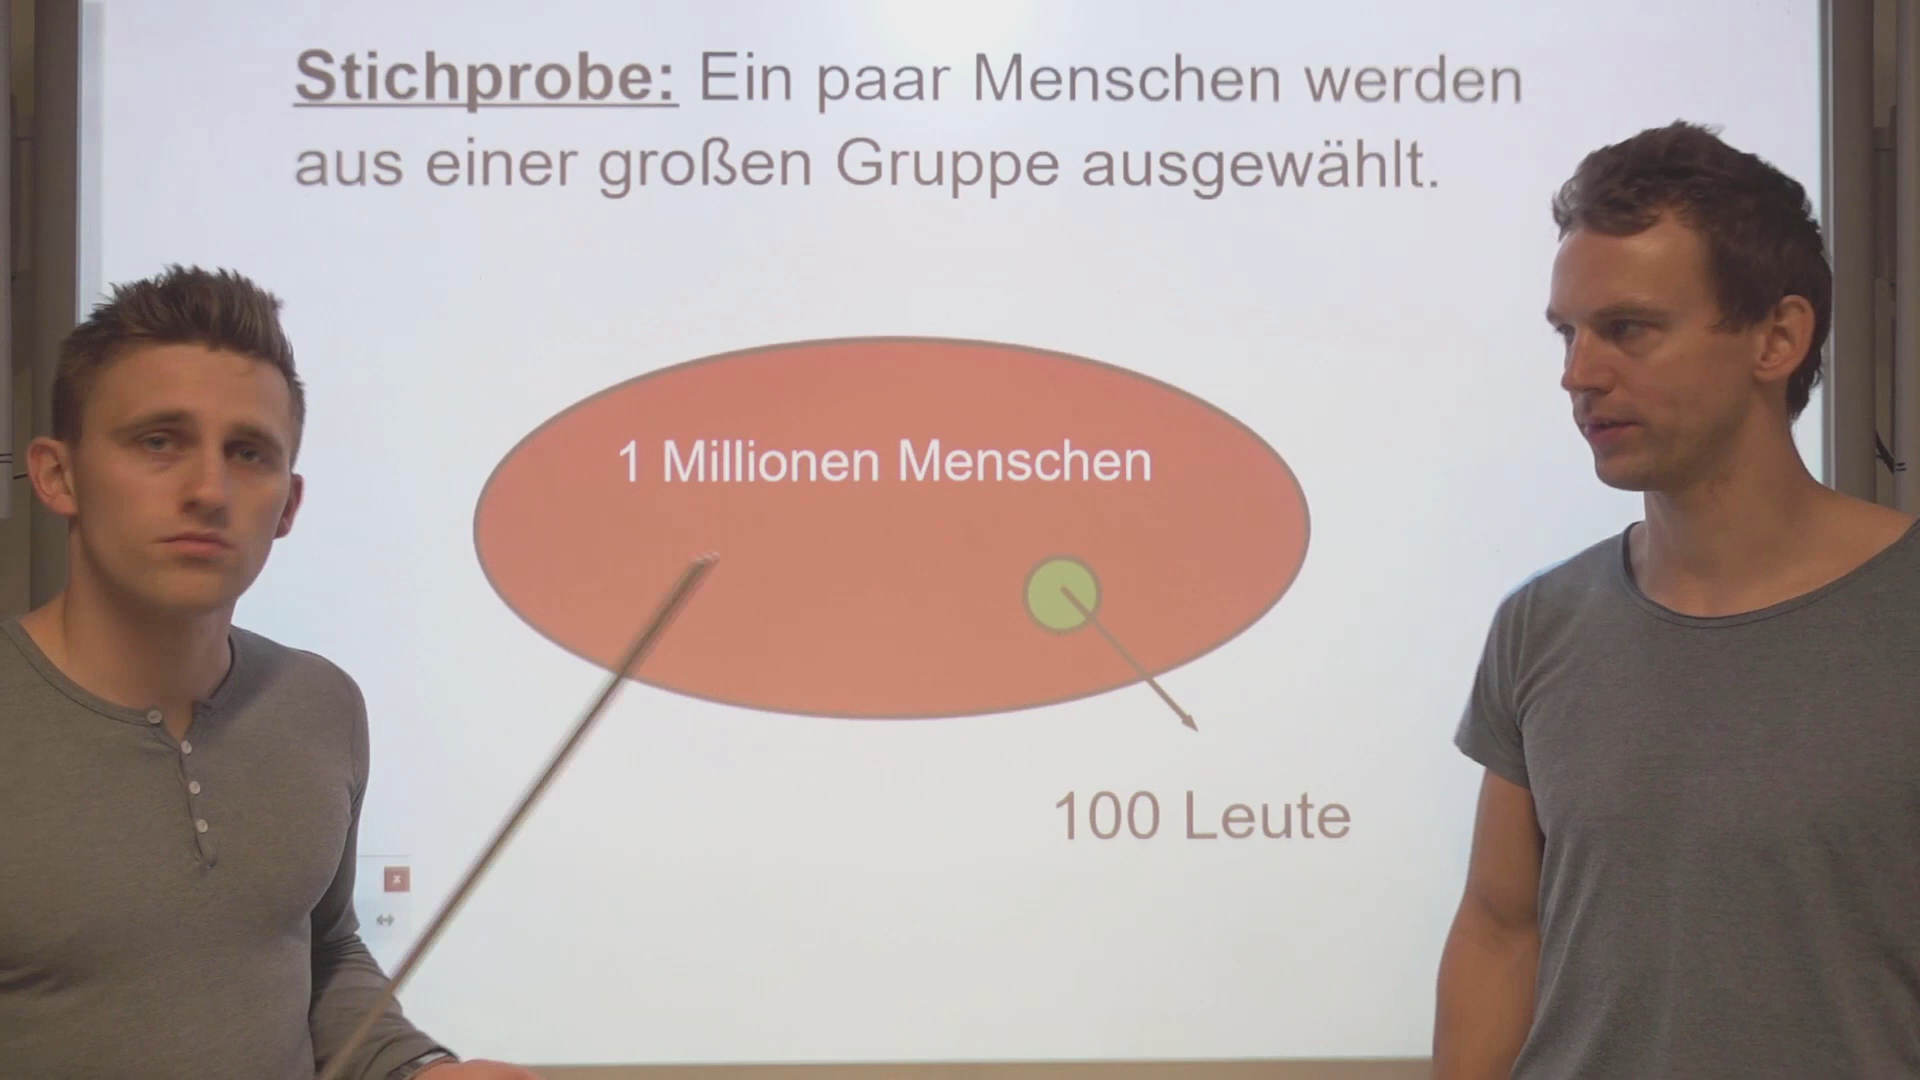 Stichprobe: Ein paar Menschen werden
aus einer großen Gruppe ausgewählt.
1 Millionen Menschen
100 Leute
x